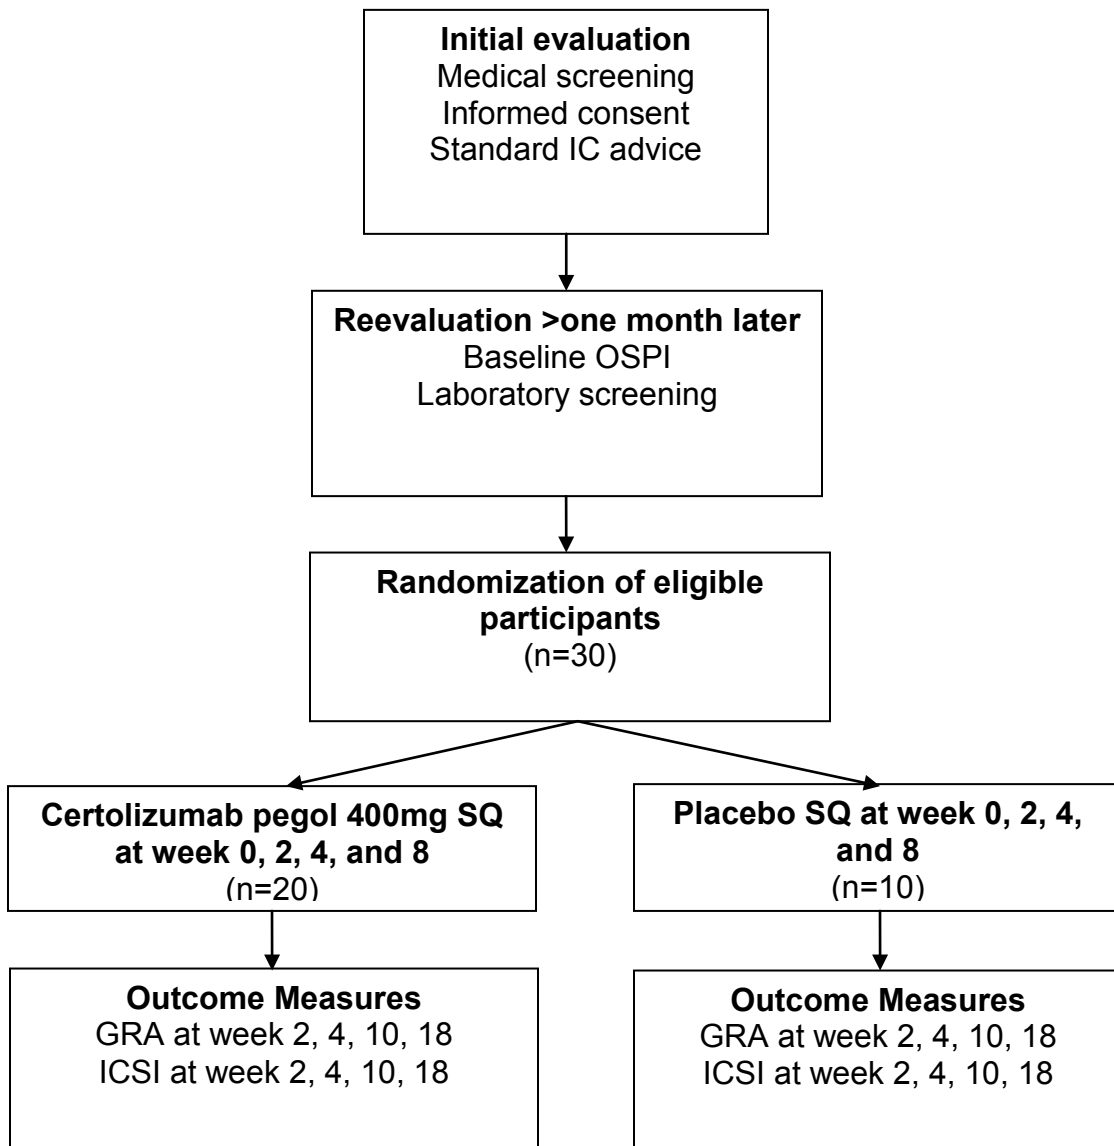 Initial evaluation
Medical screening
Informed consent
Standard IC advice
Reevaluation >one month later
Baseline OSPI
Laboratory screening
Randomization of eligible
participants
(n=30)
Certolizumab pegol 400mg SQ
at week 0, 2, 4, and 8
(n=20)
Placebo SQ at week 0, 2, 4,
and 8
(n=10)
Outcome Measures
GRA at week 2, 4, 10, 18
ICSI at week 2, 4, 10, 18
Outcome Measures
GRA at week 2, 4, 10, 18
ICSI at week 2, 4, 10, 18